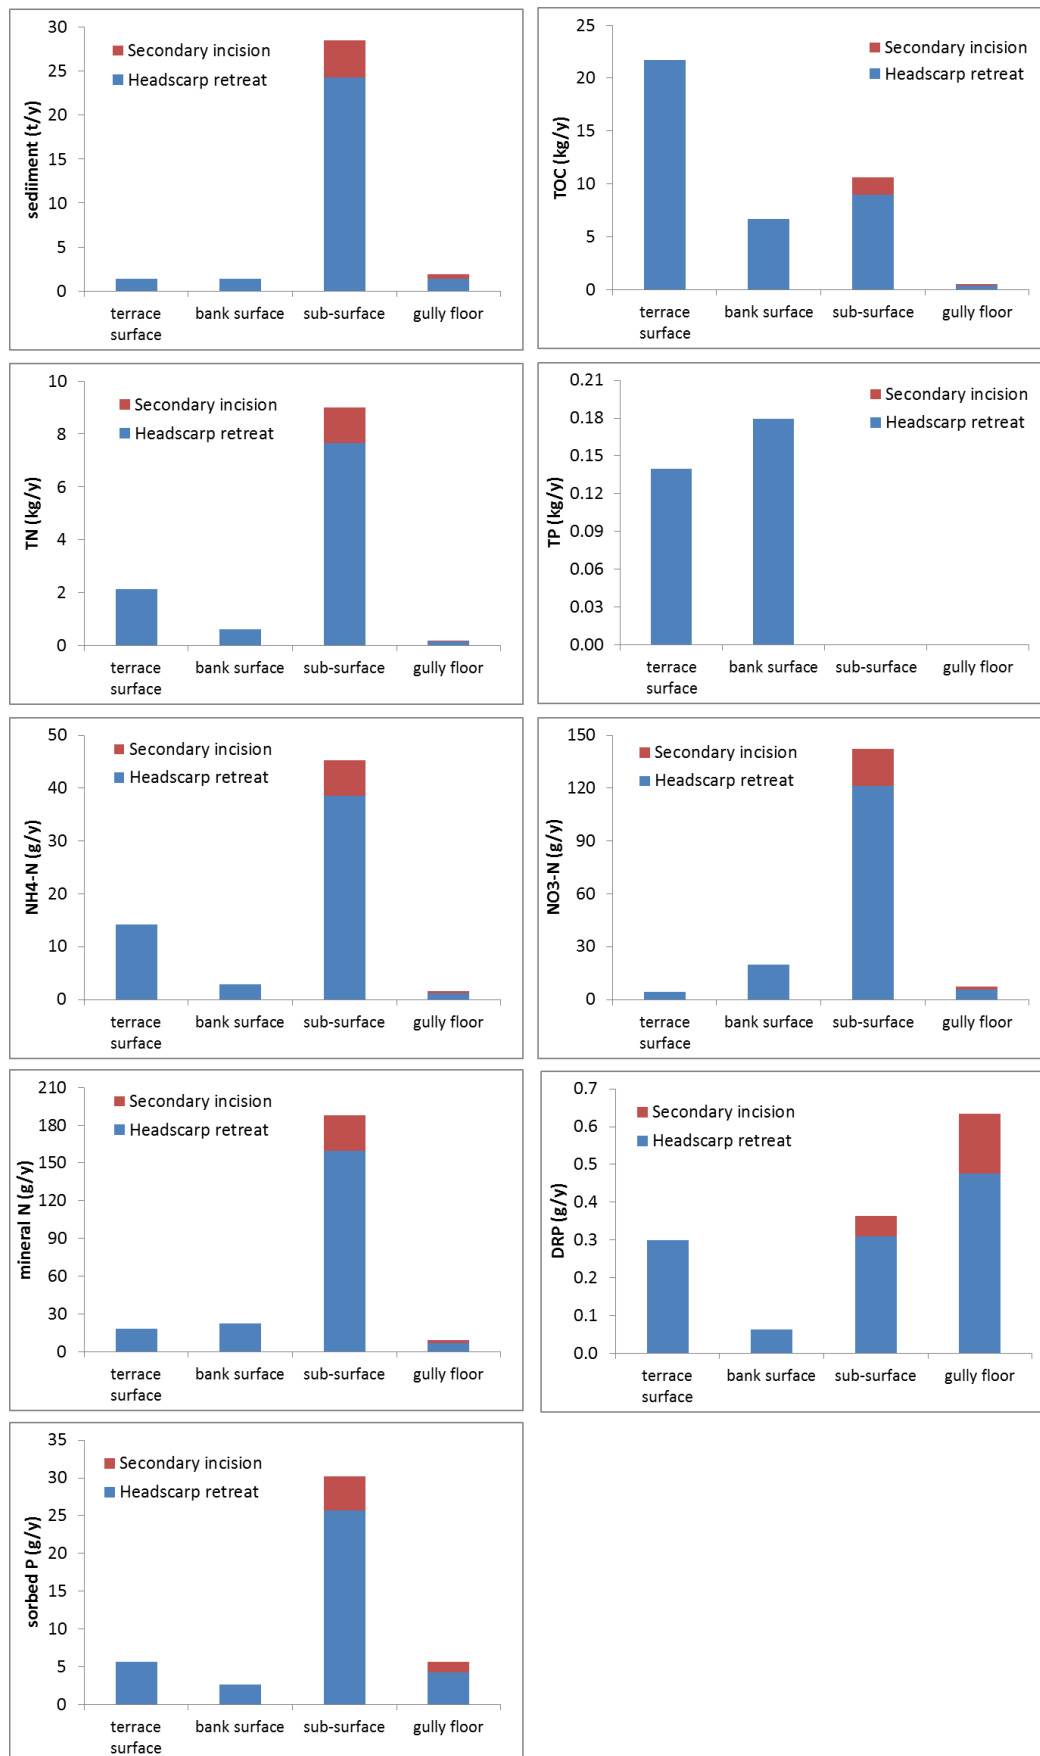 30
25
20
15
10
5
0
sediiment (t/y)
Secondary incision
Headscarp retreat
terrace
surface
bank surface
sub-surface
gully floor
25
20
15
10
5
0
TOC (kg/y)
Secondary incision
Headscarp retreat
terrace
surface
bank surface
sub-surface
gully floor
10
8
6
4
2
0
TN (kg/y)
Secondary incision
Headscarp retreat
terrace
surface
bank surface
sub-surface
gully floor
0.21
0.18
0.15
0.12
0.09
0.06
0.03
0.00
TP (kg/y)
Secondary incision
Headscarp retreat
terrace
surface
bank surface
sub-surface
gully floor
50
40
30
20
10
0
NH4-N (g/y)
Secondary incision
Headscarp retreat
terrace
surface
bank surface
sub-surface
gully floor
150
120
90
60
30
0
NO3-N (g/y)
Secondary incision
Headscarp retreat
terrace
surface
bank surface
sub-surface
gully floor
210
180
150
120
90
60
30
0
mineral N (g/y)
Secondary incision
Headscarp retreat
terrace
surface
bank surface
sub-surface
gully floor
0.7
0.6
0.5
0.4
0.3
0.2
0.1
0.0
DRP (g/y)
Secondary incision
Headscarp retreat
terrace
surface
bank surface
sub-surface
gully floor
35
30
25
20
15
10
5
0
sorbed P (g/y)
Secondary incision
Headscarp retreat
terrace
surface
bank surface
sub-surface
gully floor